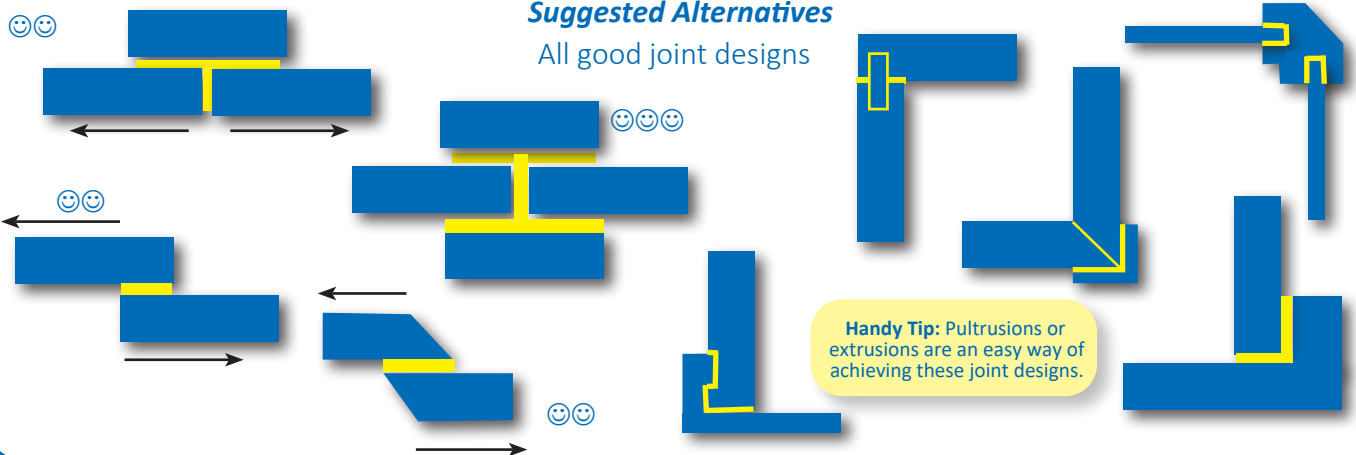 Suggested Alternatives
All good joint designs
Handy Tip: Pultrusions or
extrusions are an easy way of
achieving these joint designs.